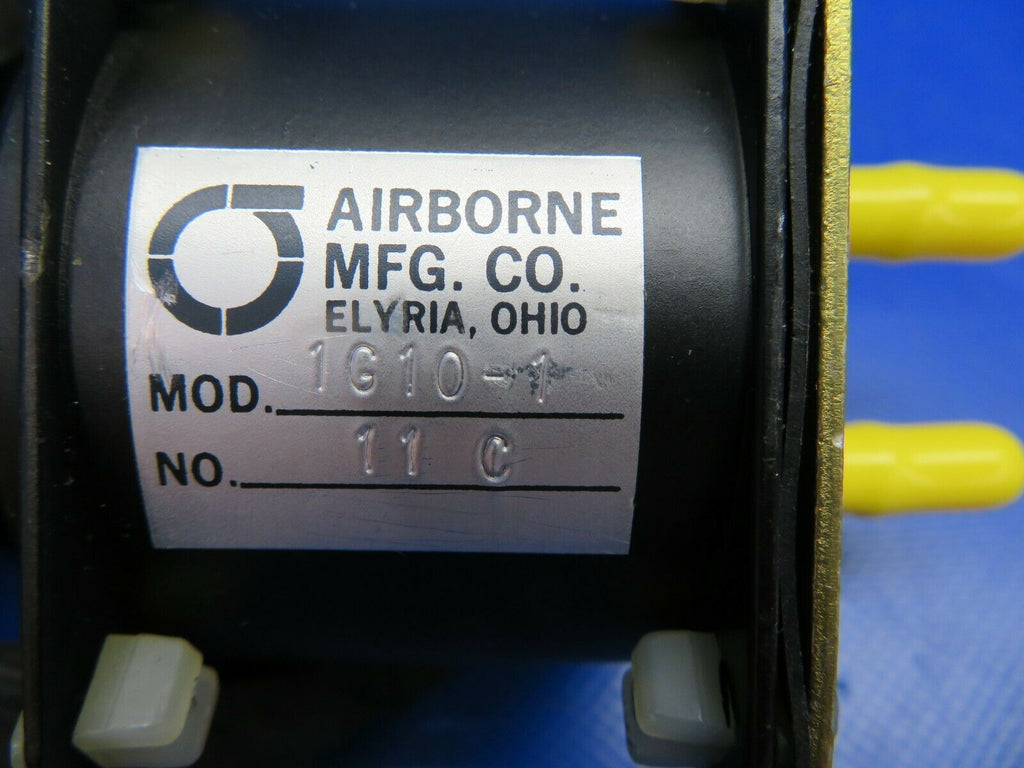 AIRBORNE
MFG. CO.
ELYRIA, OHIO
MOD. 1G10-1
NO. 11 C